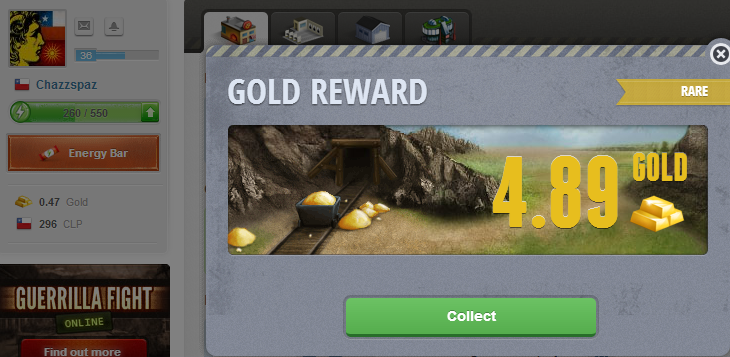 36
Chazzspaz
260 / 550
Energy Bar
0.47 Gold
296 CLP
GUERRILLA FIGHT
ONLINE
Find out more
GOLD REWARD
RARE
4.89 GOLD
Collect